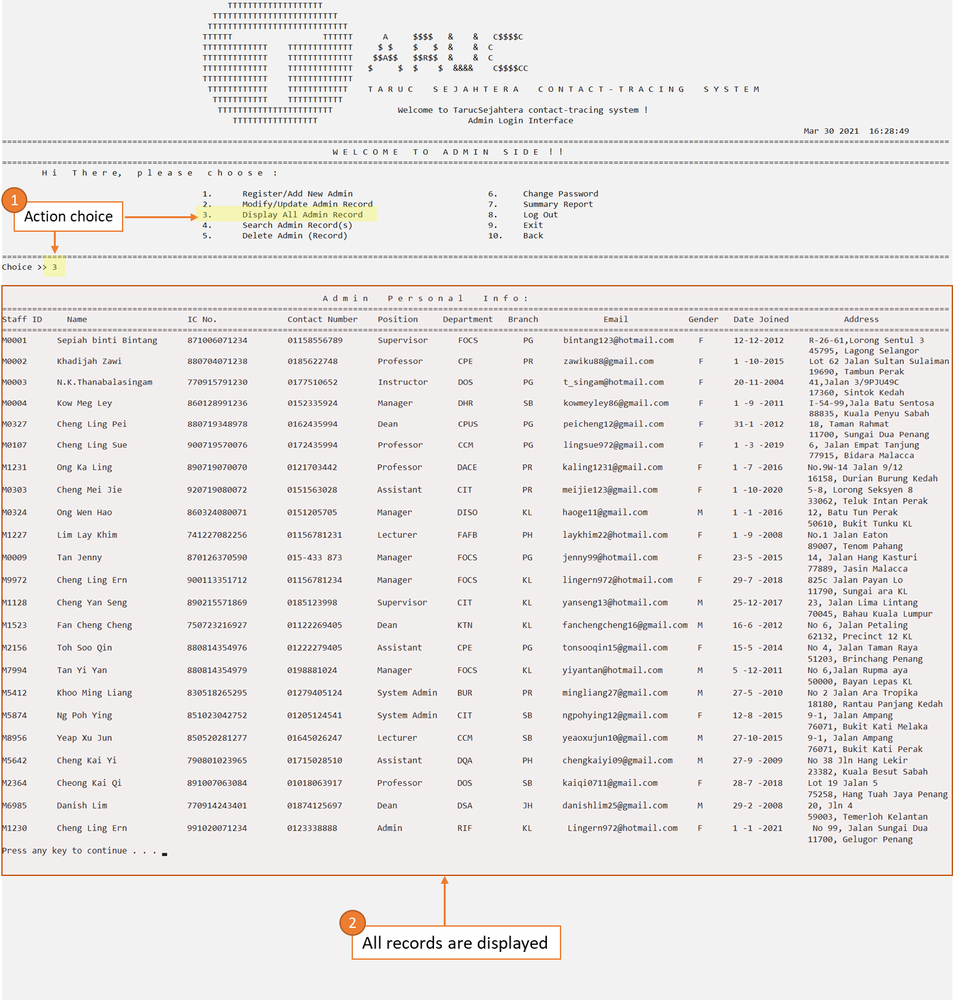 TTTTTTTTTTTTTTTTTTT
TTTTTTTTTTTTTTTTTTTTTTTTT
TTTTTTTTTTTTTTTTTTTTTTTTTTTT
TTTTTT TTTTTT A $$$$ & & C$$$$C
TTTTTTTTTTTTT TTTTTTTTTTTTT $ $ $ $ & & C
TTTTTTTTTTTTT TTTTTTTTTTTTT $$A$$ $$R$$ & & C
TTTTTTTTTTTTT TTTTTTTTTTTTT $ $ $ $ &&&& C$$$$CC
TTTTTTTTTTTTT TTTTTTTTTTTTT
TTTTTTTTTTTT TTTTTTTTTTTT T A R U C S E J A H T E R A C O N T A C T - T R A C I N G S Y S T E M
TTTTTTTTTTT TTTTTTTTTTT
TTTTTTTTTTTTTTTTTTTTTTT Welcome to TarucSejahtera contact-tracing system !
TTTTTTTTTTTTTTTTT Admin Login Interface
Mar 30 2021 16:28:49
W E L C O M E T O A D M I N S I D E ! !
H i T h e r e, p l e a s e c h o o s e :
1. Register/Add New Admin 6. Change Password
2. Modify/Update Admin Record 7. Summary Report
3. Display All Admin Record 8. Log Out
4. Search Admin Record(s) 9. Exit
5. Delete Admin (Record) 10. Back
1
Action choice
Choice >> 3
A d m i n P e r s o n a l I n f o :
Staff ID Name IC No. Contact Number Position Department Branch Email Gender Date Joined Address
M0001 Sepiah binti Bintang 871006071234 01158556789 Supervisor FOCS PG bintang123@hotmail.com F 12-12-2012 R-26-61,Lorong Sentul 3
45795, Lagong Selangor
M0002 Khadijah Zawi 880704071238 0185622748 Professor CPE PR zawiku88@gmail.com F 1 -10-2015 Lot 62 Jalan Sultan Sulaiman
19690, Tambun Perak
M0003 N.K.Thanabalasingam 770915791230 0177510652 Instructor DOS PG t_singam@hotmail.com F 20-11-2004 41,Jalan 3/9PJU49C
17360, Sintok Kedah
M0004 Kow Meg Ley 860128991236 0152335924 Manager DHR SB kowmeyley86@gmail.com F 1 -9 -2011 I-54-99,Jala Batu Sentosa
88835, Kuala Penyu Sabah
M0327 Cheng Ling Pei 880719348978 0162435994 Dean CPUS PG peicheng12@gmail.com F 31-1 -2012 18, Taman Rahmat
11700, Sungai Dua Penang
M0107 Cheng Ling Sue 900719570076 0172435994 Professor CCM PG lingsue972@gmail.com F 1 -3 -2019 6, Jalan Empat Tanjung
77915, Bidara Malacca
M1231 Ong Ka Ling 890719070070 0121703442 Professor DACE PR kaling1231@gmail.com F 1 -7 -2016 No.9W-14 Jalan 9/12
16158, Durian Burung Kedah
M0303 Cheng Mei Jie 920719080072 0151563028 Assistant CIT PR meijie123@gmail.com F 1 -10-2020 5-8, Lorong Seksyen 8
33062, Teluk Intan Perak
M0324 Ong Wen Hao 860324080071 0151205705 Manager DISO KL haoge11@gmail.com M 1 -1 -2016 12, Batu Tun Perak
50610, Bukit Tunku KL
M1227 Lim Lay Khim 741227082256 01156781231 Lecturer FAFB PH laykhim22@hotmail.com F 1 -9 -2008 No.1 Jalan Eaton
89007, Tenom Pahang
M0009 Tan Jenny 870126370590 015-433 873 Manager FOCS PG jenny99@hotmail.com F 23-5 -2015 14, Jalan Hang Kasturi
77889, Jasin Malacca
M9972 Cheng Ling Ern 900113351712 01156781234 Manager FOCS KL lingern972@hotmail.com F 29-7 -2018 825c Jalan Payan Lo
11790, Sungai ara KL
M1128 Cheng Yan Seng 890215571869 0185123998 Supervisor CIT KL yanseng13@hotmail.com M 25-12-2017 23, Jalan Lima Lintang
70045, Bahau Kuala Lumpur
M1523 Fan Cheng Cheng 750723216927 01122269405 Dean KTN KL fanchengcheng16@gmail.com M 16-6 -2012 No 6, Jalan Petaling
62132, Precinct 12 KL
M2156 Toh Soo Qin 880814354976 01222279405 Assistant CPE PG tonsooqin15@gmail.com F 15-5 -2014 No 4, Jalan Taman Raya
51203, Brinchang Penang
M7994 Tan Yi Yan 880814354979 0198881024 Manager FOCS KL yiyantan@hotmail.com M 5 -12-2011 No 6,Jalan Rupma aya
50000, Bayan Lepas KL
M5412 Khoo Ming Liang 830518265295 01279405124 System Admin BUR PR mingliang27@gmail.com M 27-5 -2010 No 2 Jalan Ara Tropika
18180, Rantau Panjang Kedah
M5874 Ng Poh Ying 851023042752 01205124541 System Admin CIT SB ngpohying12@gmail.com F 12-8 -2015 9-1, Jalan Ampang
76071, Bukit Kati Melaka
M8956 Yeap Xu Jun 850520281277 01645026247 Lecturer CCM SB yeaoxujun10@gmail.com M 27-10-2015 9-1, Jalan Ampang
76071, Bukit Kati Perak
M5642 Cheng Kai Yi 790801023965 01715028510 Assistant DQA PH chengkaiyi09@gmail.com M 27-9 -2009 No 38 Jln Hang Lekir
23382, Kuala Besut Sabah
M2364 Cheong Kai Qi 891007063084 01018063917 Professor DOS SB kaiqi0711@gmail.com F 28-7 -2018 Lot 19 Jalan 5
75258, Hang Tuah Jaya Penang
M6985 Danish Lim 770914243401 01874125697 Dean DSA JH danishlim25@gmail.com M 29-2 -2008 20, Jln 4
59003, Temerloh Kelantan
M1230 Cheng Ling Ern 991020071234 0123338888 Admin RIF KL Lingern972@hotmail.com F 1 -1 -2021 No 99, Jalan Sungai Dua
11700, Gelugor Penang
Press any key to continue . . .
2
All records are displayed